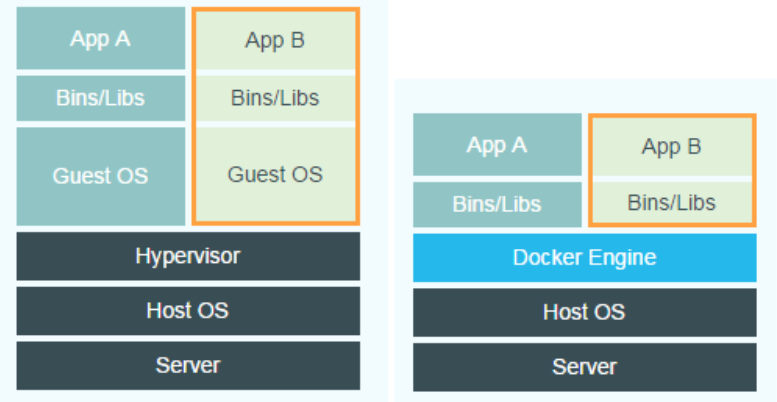 App A
App B
Bins/Libs
Bins/Libs
Guest OS
Guest OS
Hypervisor
Host OS
Server
App A
App B
Bins/Libs
Bins/Libs
Docker Engine
Host OS
Server